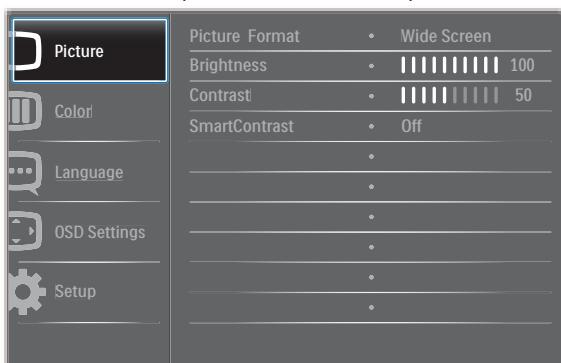 Picture
Color
Language
OSD Settings
Setup
Picture Format • Wide Screen
Brightness • 100
Contrast • 50
SmartContrast • Off